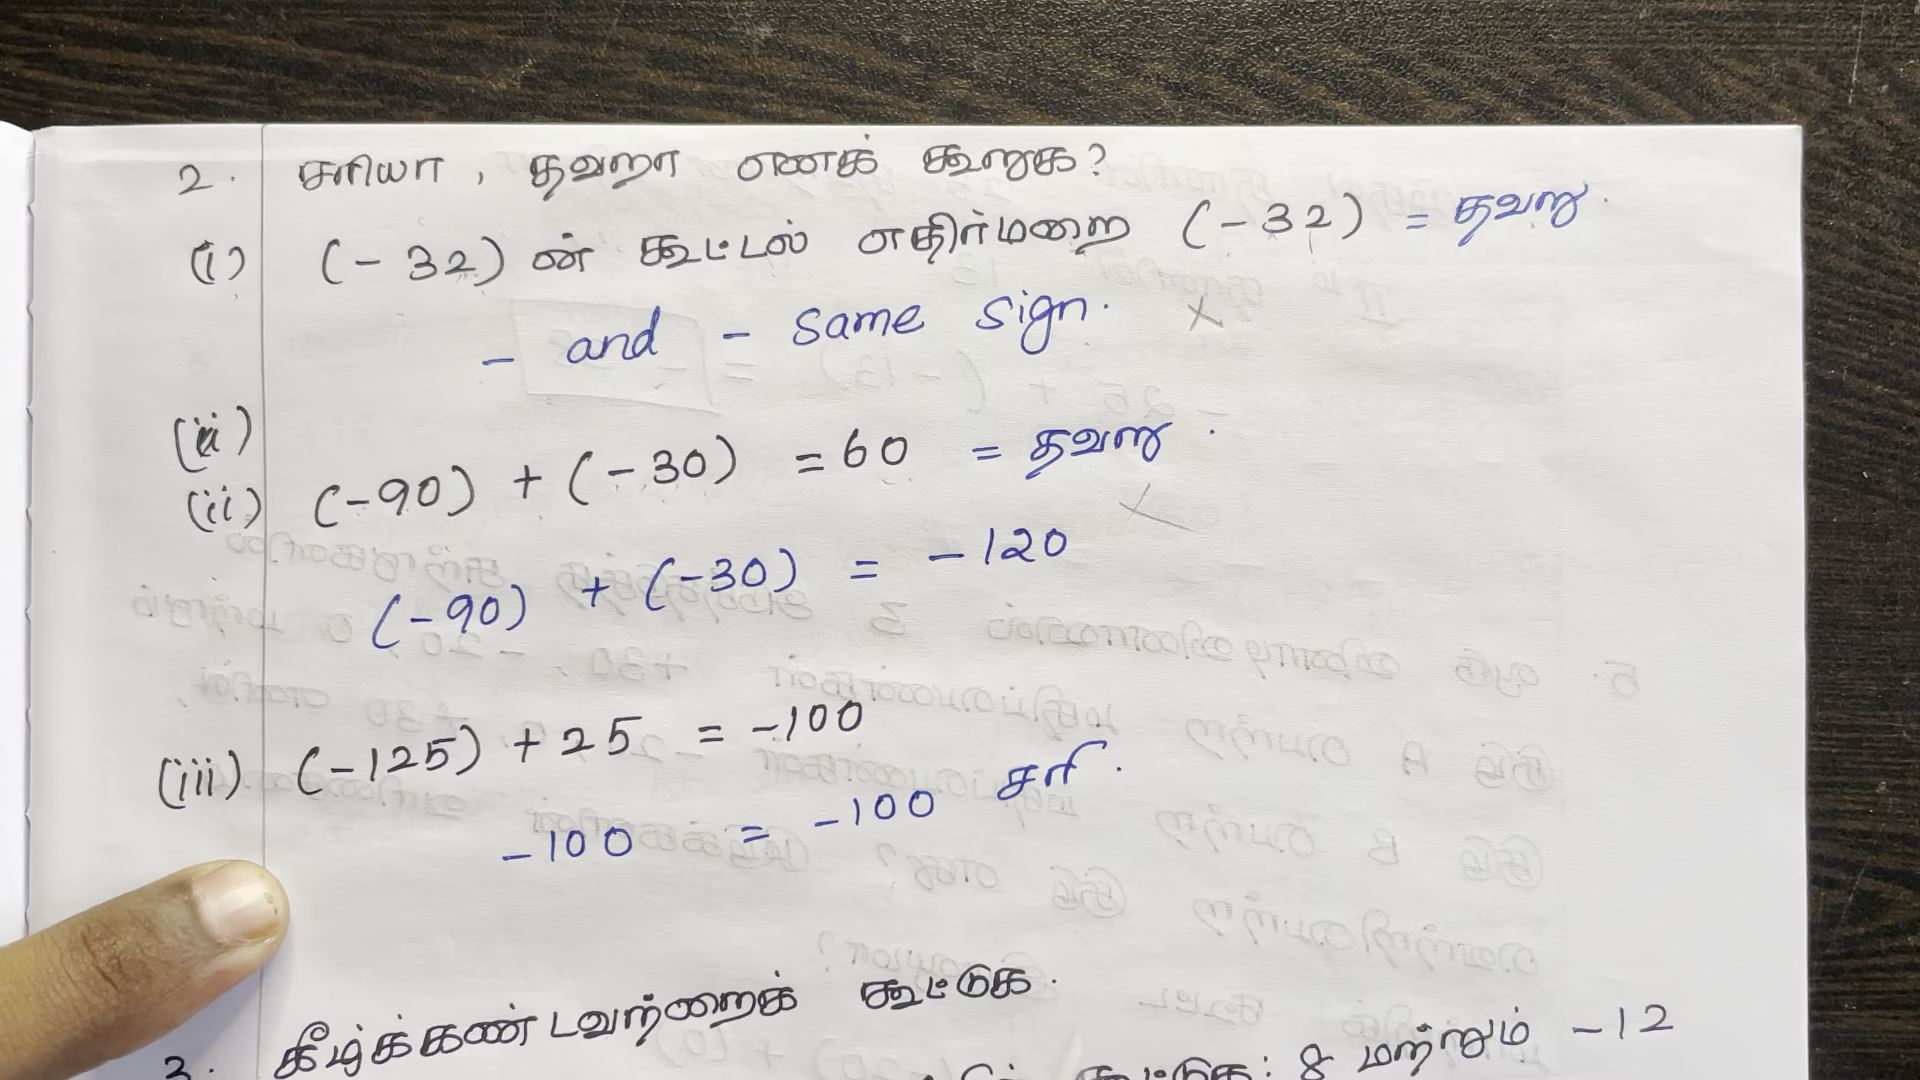 2. சரியா, தவறா எனக் கூறுக?
(i) (-32) ன் கூட்டல் எதிர்மறை (-32) = தவறு.
- and - same sign. ×
(ii)
(ii) (-90) + (-30) = 60 = தவறு.
(-90) + (-30) = -120
(iii) (-125) + 25 = -100
-100 = -100 சரி.
3. கீழ்க்கண்டவற்றைக் கூட்டுக.
கூட்டுக: 8 மற்றும் -12